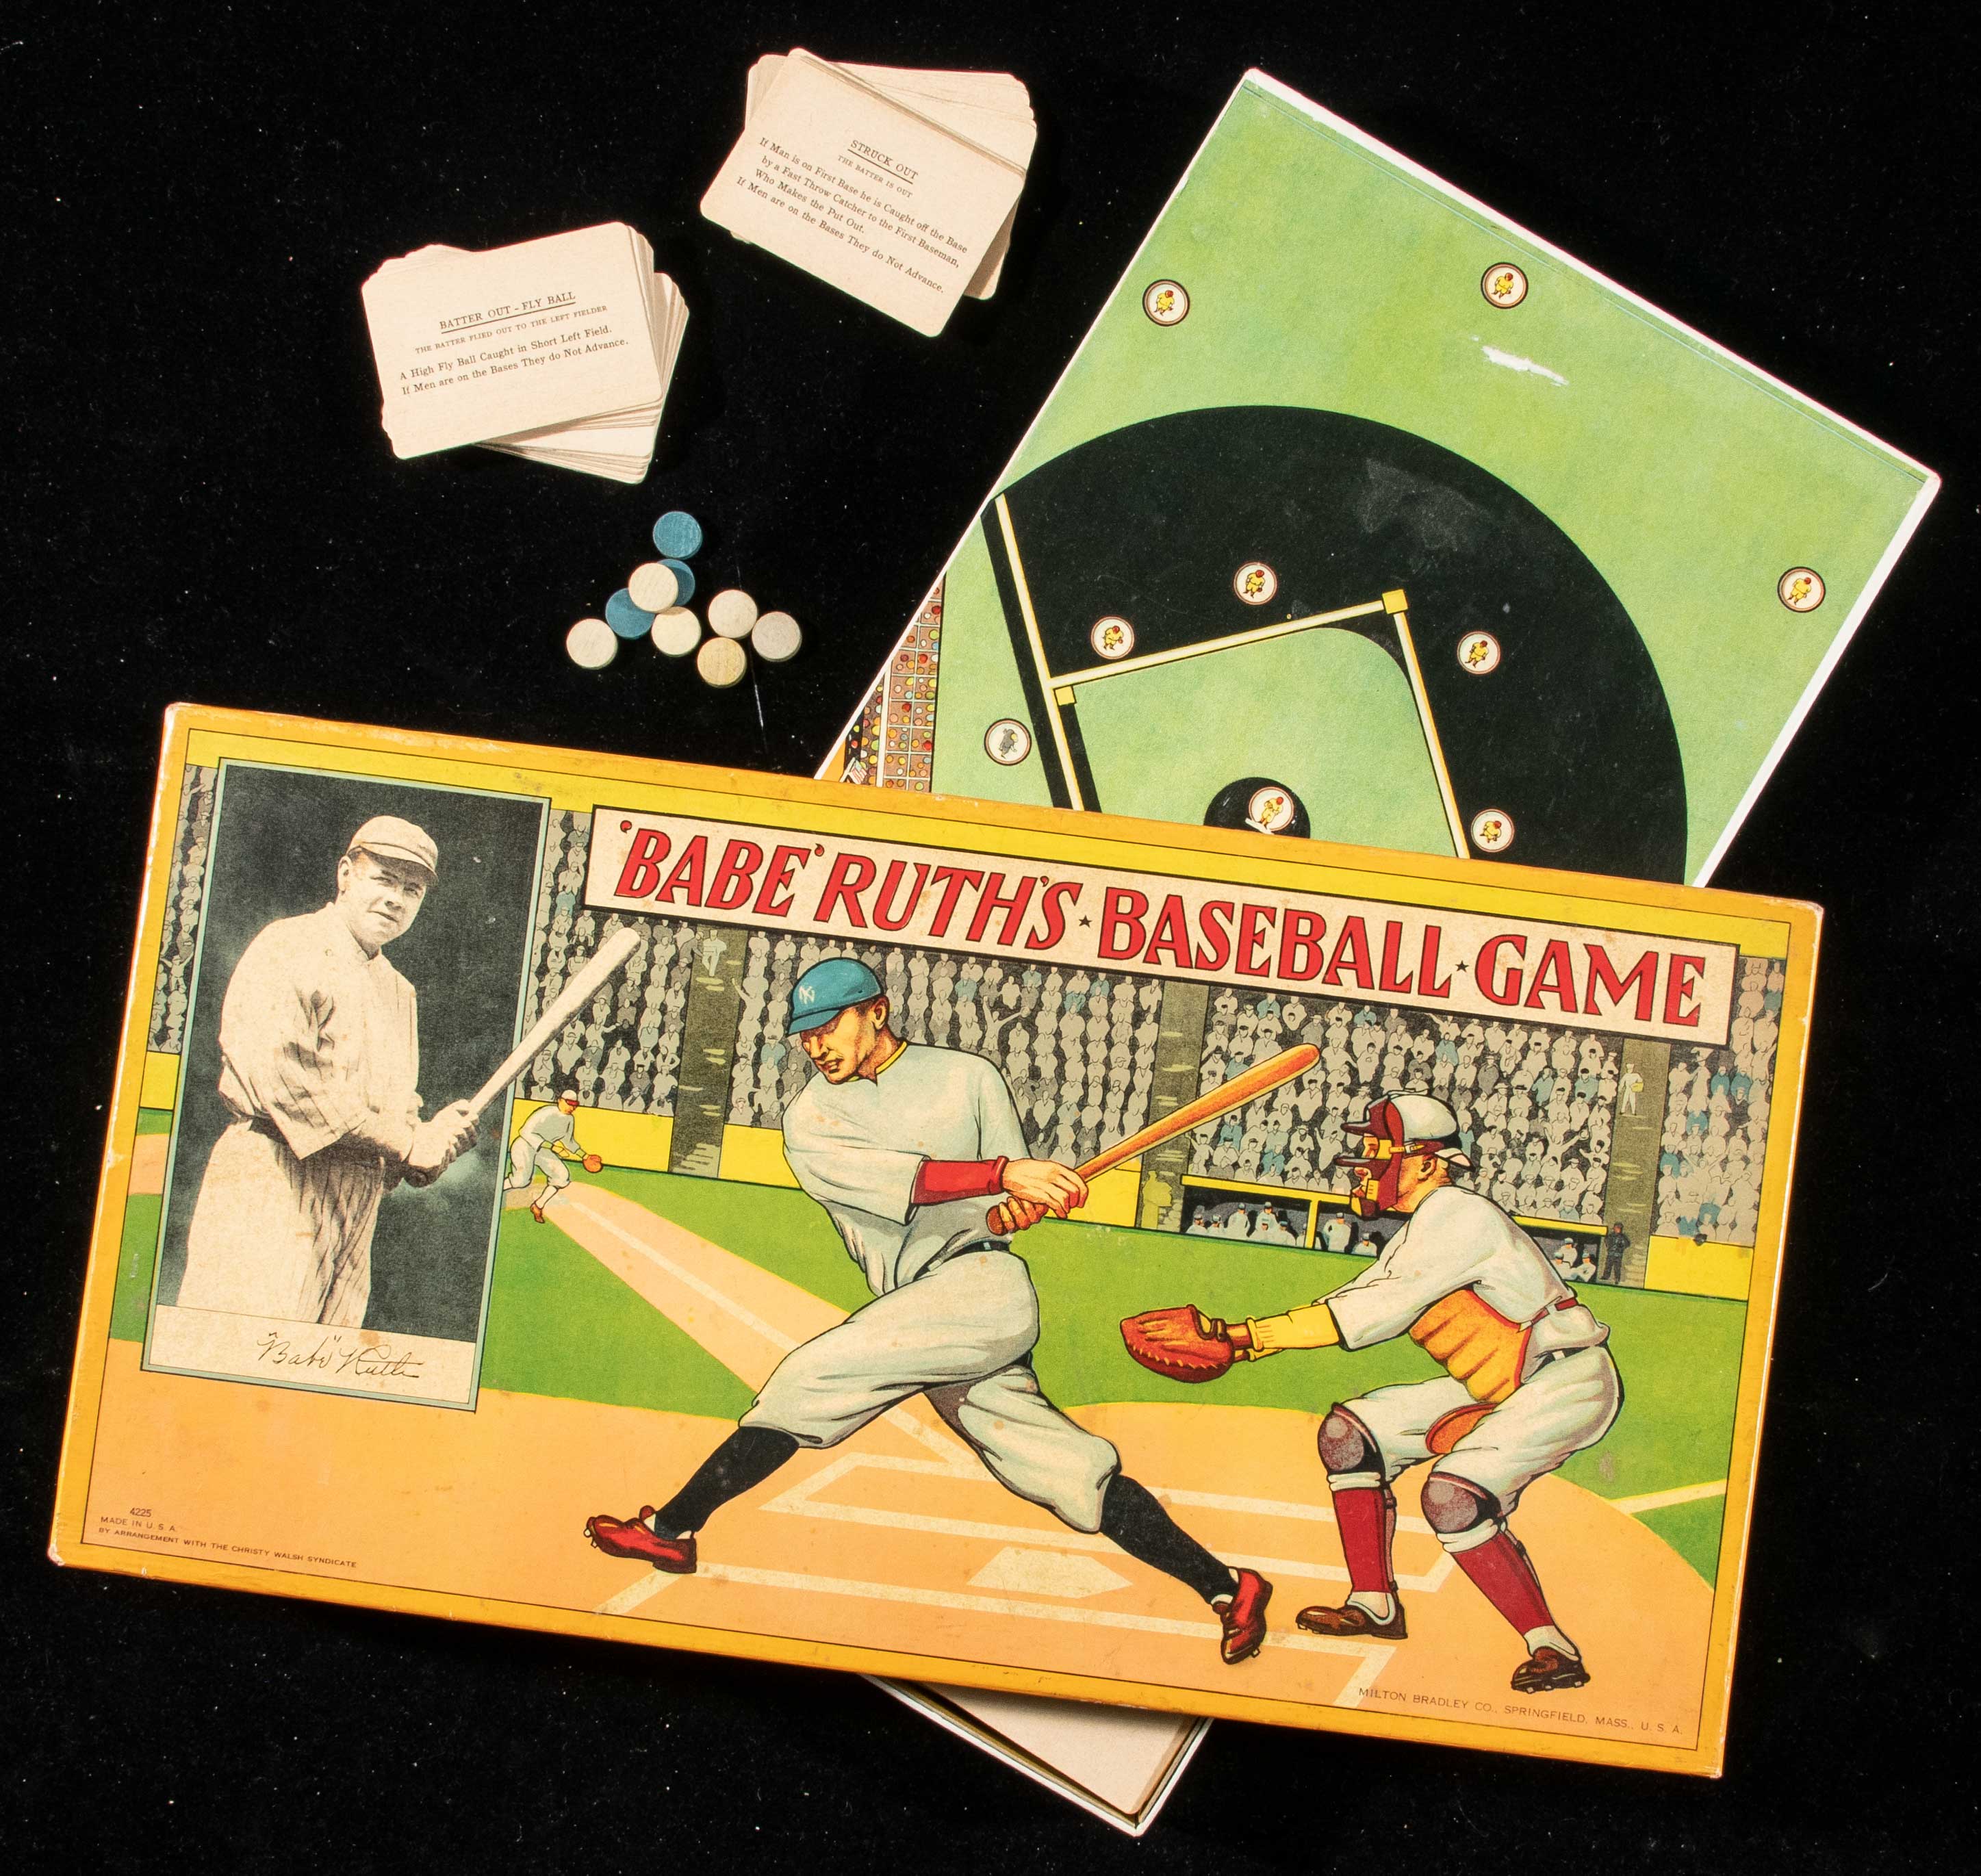 STRUCK OUT
THE BATTER IS OUT
If Man is on First Base he is Caught off the Base
by a Fast Throw Catcher to the First Baseman,
Who Makes the Put Out.
If Men are on the Bases They do Not Advance.
BATTER OUT - FLY BALL
THE BATTER FLIED OUT TO THE LEFT FIELDER
A High Fly Ball Caught in Short Left Field.
If Men are on the Bases They do Not Advance.
'BABE' RUTH'S ★ BASEBALL ★ GAME
NY
"Babe" Ruth
4225
MADE IN U. S. A.
BY ARRANGEMENT WITH THE CHRISTY WALSH SYNDICATE
MILTON BRADLEY CO., SPRINGFIELD, MASS., U. S. A.